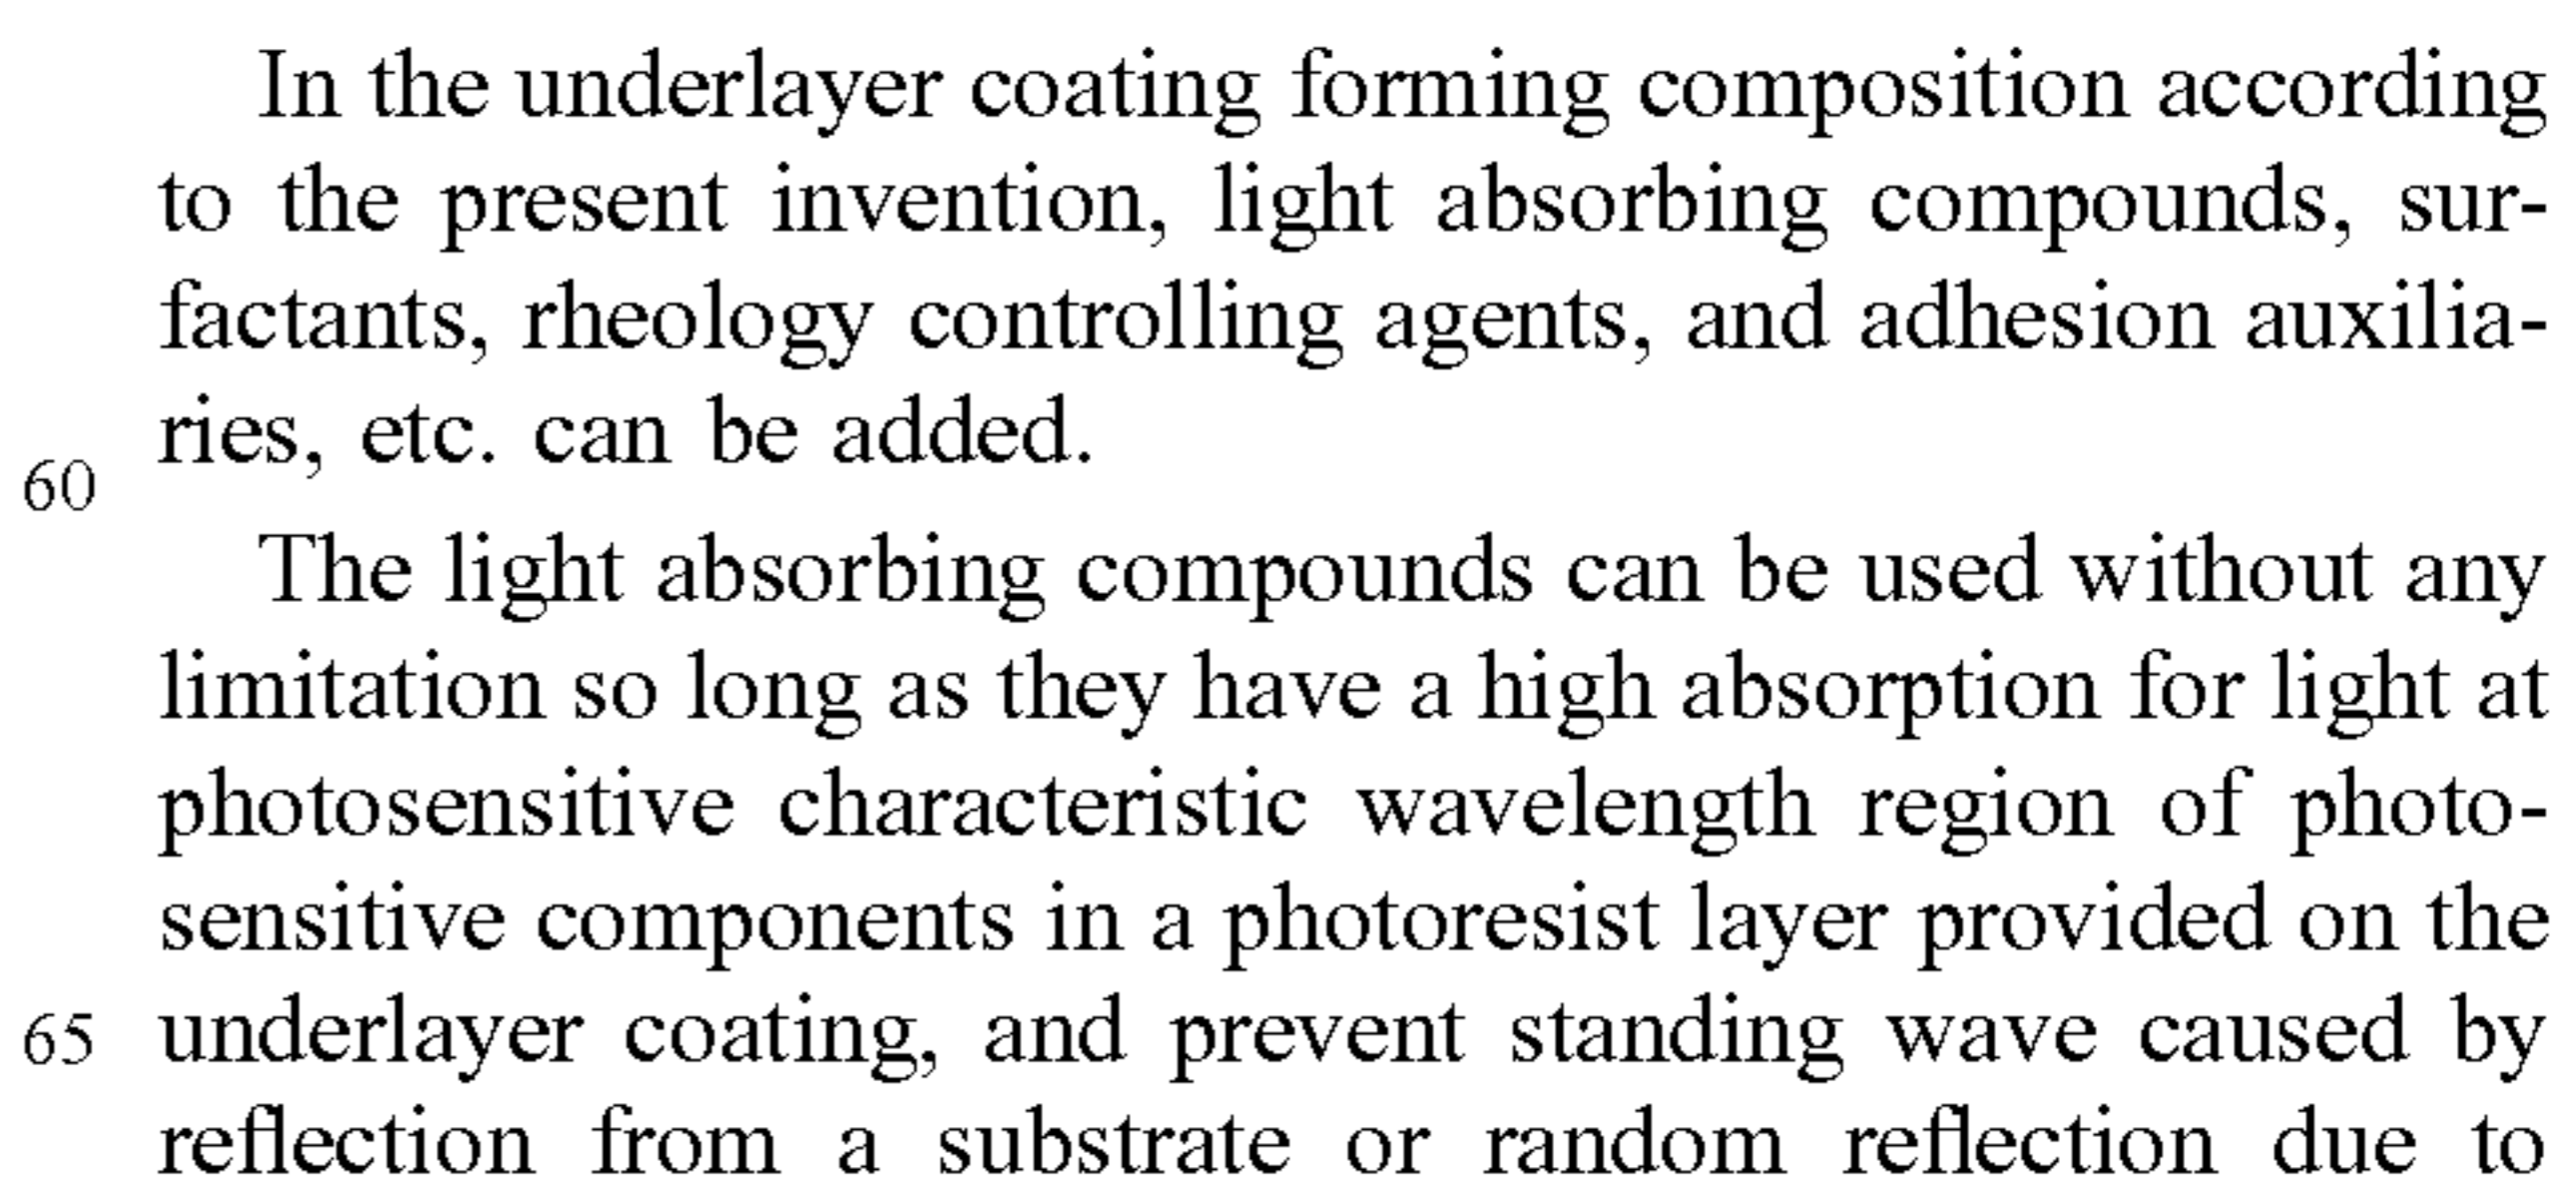 In the underlayer coating forming composition according
to the present invention, light absorbing compounds, sur-
factants, rheology controlling agents, and adhesion auxilia-
ries, etc. can be added.
60
The light absorbing compounds can be used without any
limitation so long as they have a high absorption for light at
photosensitive characteristic wavelength region of photo-
sensitive components in a photoresist layer provided on the
65 underlayer coating, and prevent standing wave caused by
reflection from a substrate or random reflection due to